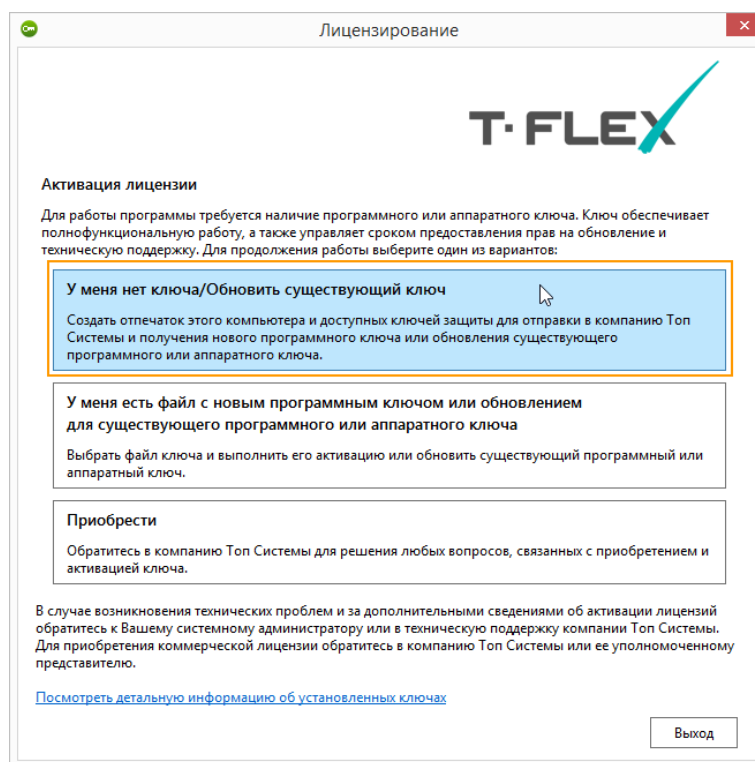 Лицензирование
T-FLEX
Активация лицензии
Для работы программы требуется наличие программного или аппаратного ключа. Ключ обеспечивает
полнофункциональную работу, а также управляет сроком предоставления прав на обновление и
техническую поддержку. Для продолжения работы выберите один из вариантов:
У меня нет ключа/Обновить существующий ключ
Создать отпечаток этого компьютера и доступных ключей защиты для отправки в компанию Топ
Системы и получения нового программного ключа или обновления существующего
программного или аппаратного ключа.
У меня есть файл с новым программным ключом или обновлением
для существующего программного или аппаратного ключа
Выбрать файл ключа и выполнить его активацию или обновить существующий программный или
аппаратный ключ.
Приобрести
Обратитесь в компанию Топ Системы для решения любых вопросов, связанных с приобретением и
активацией ключа.
В случае возникновения технических проблем и за дополнительными сведениями об активации лицензий
обратитесь к Вашему системному администратору или в техническую поддержку компании Топ Системы.
Для приобретения коммерческой лицензии обратитесь в компанию Топ Системы или ее уполномоченному
представителю.
Посмотреть детальную информацию об установленных ключах
Выход